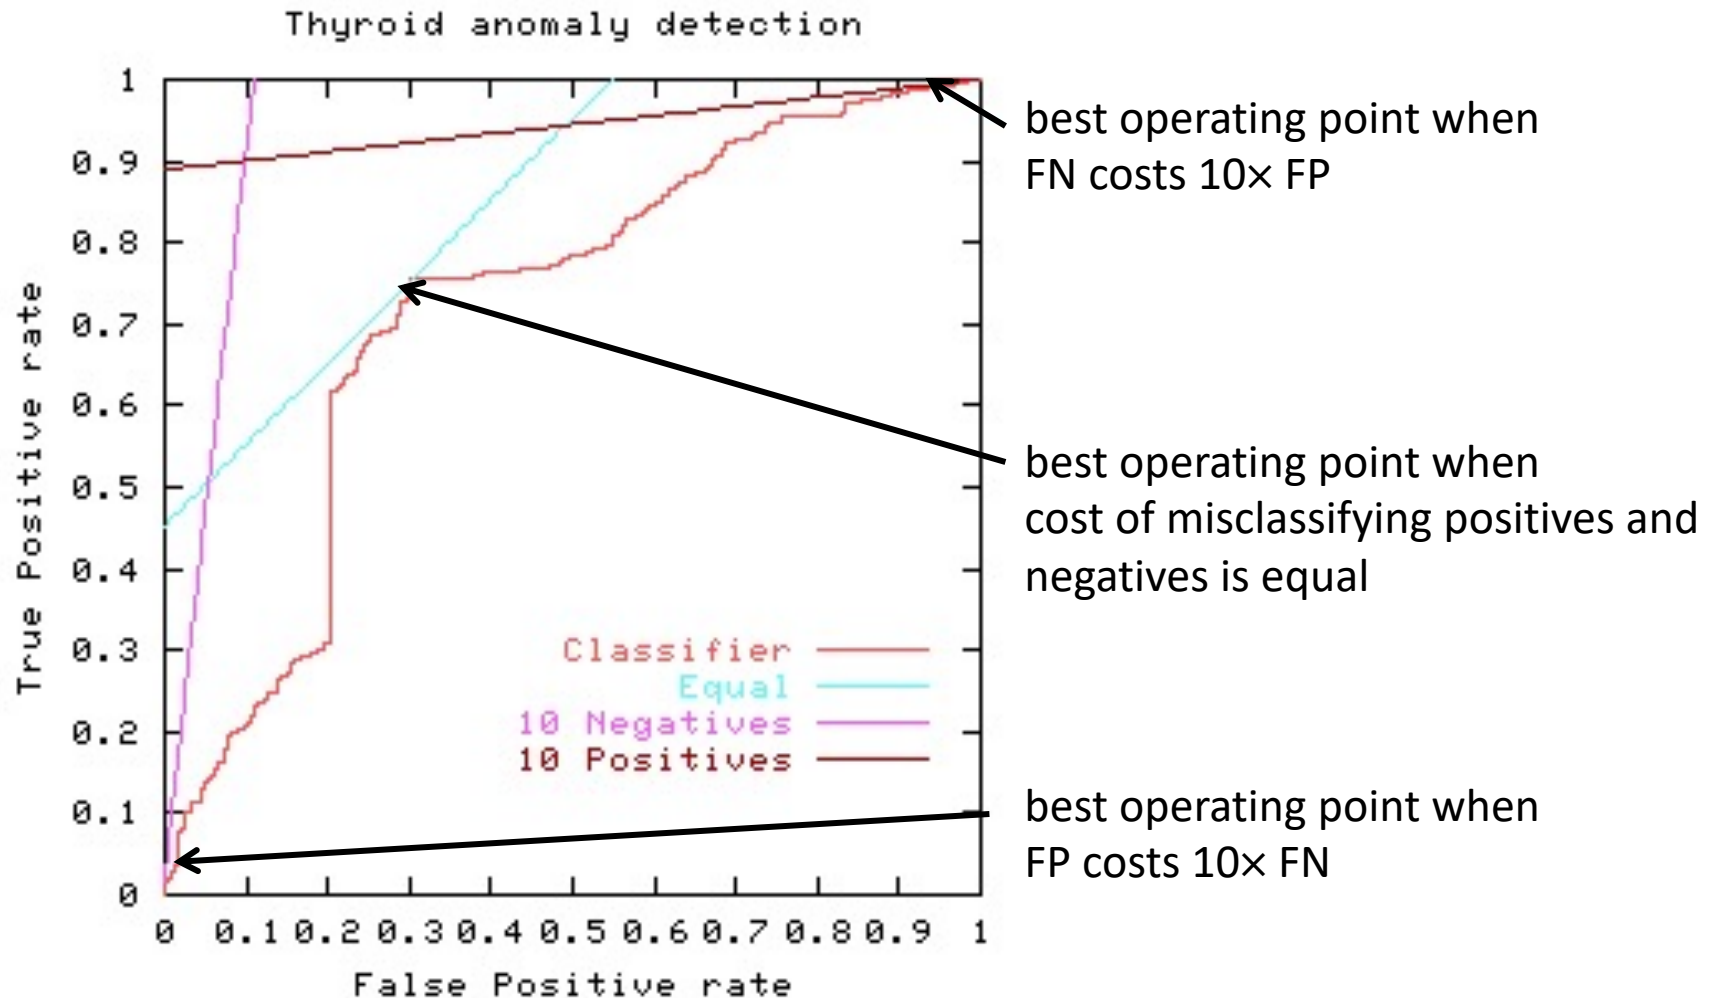 Thyroid anomaly detection
1
0.9
0.8
0.7
0.6
0.5
0.4
0.3
0.2
0.1
0
True Positive rate
Classifier
Equal
10 Negatives
10 Positives
0 0.1 0.2 0.3 0.4 0.5 0.6 0.7 0.8 0.9 1
False Positive rate
best operating point when
FN costs 10× FP
best operating point when
cost of misclassifying positives and
negatives is equal
best operating point when
FP costs 10× FN